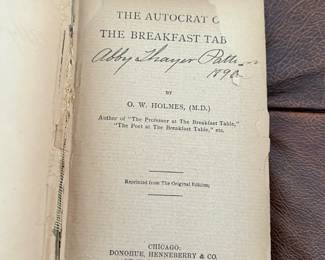 THE AUTOCRAT O
THE BREAKFAST TAB
Abby Thayer
1890
BY
O. W. HOLMES, (M.D.)
Author of "The Professor at The Breakfast Table,"
"The Poet at The Breakfast Table," etc.
Reprinted from The Original Edition.
CHICAGO:
DONOHUE, HENNEBERRY & CO.